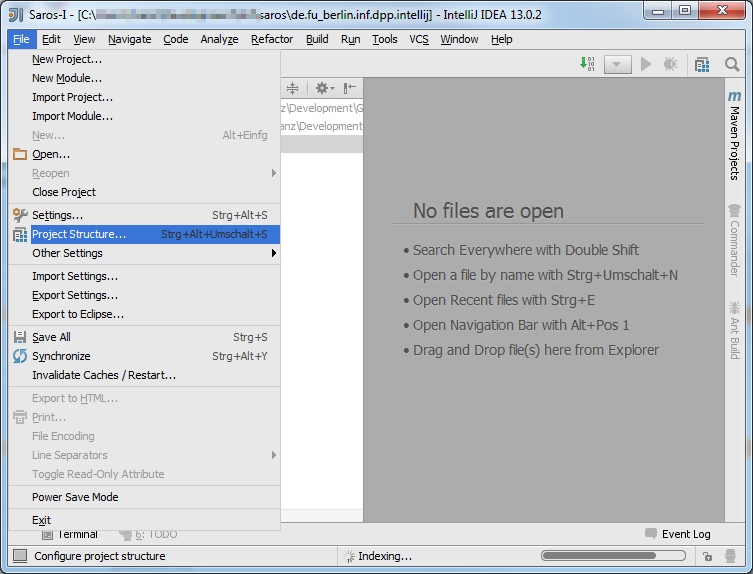 Saros-I - [C:\ saros\de.fu_berlin.inf.dpp.intellij] - IntelliJ IDEA 13.0.2
File Edit View Navigate Code Analyze Refactor Build Run Tools VCS Window Help
New Project...
New Module...
Import Project...
Import Module...
New... Alt+Einfg
Open...
Reopen
Close Project
Settings... Strg+Alt+S
Project Structure... Strg+Alt+Umschalt+S
Other Settings
Import Settings...
Export Settings...
Export to Eclipse...
Save All Strg+S
Synchronize Strg+Alt+Y
Invalidate Caches / Restart...
Export to HTML...
Print...
File Encoding
Line Separators
Toggle Read-Only Attribute
Power Save Mode
Exit
nz\Development\G
anz\Development
No files are open
• Search Everywhere with Double Shift
• Open a file by name with Strg+Umschalt+N
• Open Recent files with Strg+E
• Open Navigation Bar with Alt+Pos 1
• Drag and Drop file(s) here from Explorer
m Maven Projects
Commander
Ant Build
Terminal 6: TODO Event Log
Configure project structure Indexing...